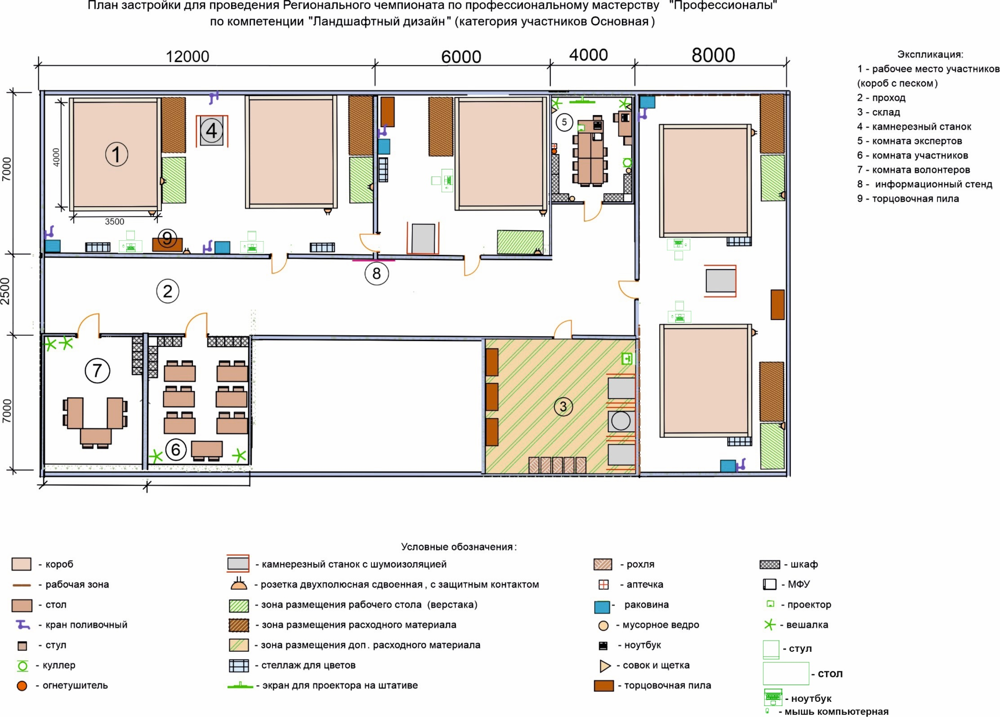 План застройки для проведения Регионального чемпионата по профессиональному мастерству "Профессионалы"
по компетенции "Ландшафтный дизайн" (категория участников Основная)
12000
6000
4000
8000
Экспликация:
1 - рабочее место участников
(короб с песком)
2 - проход
3 - склад
4 - камнерезный станок
5 - комната экспертов
6 - комната участников
7 - комната волонтеров
8 - информационный стенд
9 - торцовочная пила
7000
2500
7000
4000
3500
1
4
5
9
8
2
7
6
3
Условные обозначения:
- короб
- рабочая зона
- стол
- кран поливочный
- стул
- куллер
- огнетушитель
- камнерезный станок с шумоизоляцией
- розетка двухполюсная сдвоенная, с защитным контактом
- зона размещения рабочего стола (верстака)
- зона размещения расходного материала
- зона размещения доп. расходного материала
- стеллаж для цветов
- экран для проектора на штативе
- рохля
- аптечка
- раковина
- мусорное ведро
- ноутбук
- совок и щетка
- торцовочная пила
- шкаф
- МФУ
- проектор
- вешалка
- стул
- стол
- ноутбук
- мышь компьютерная